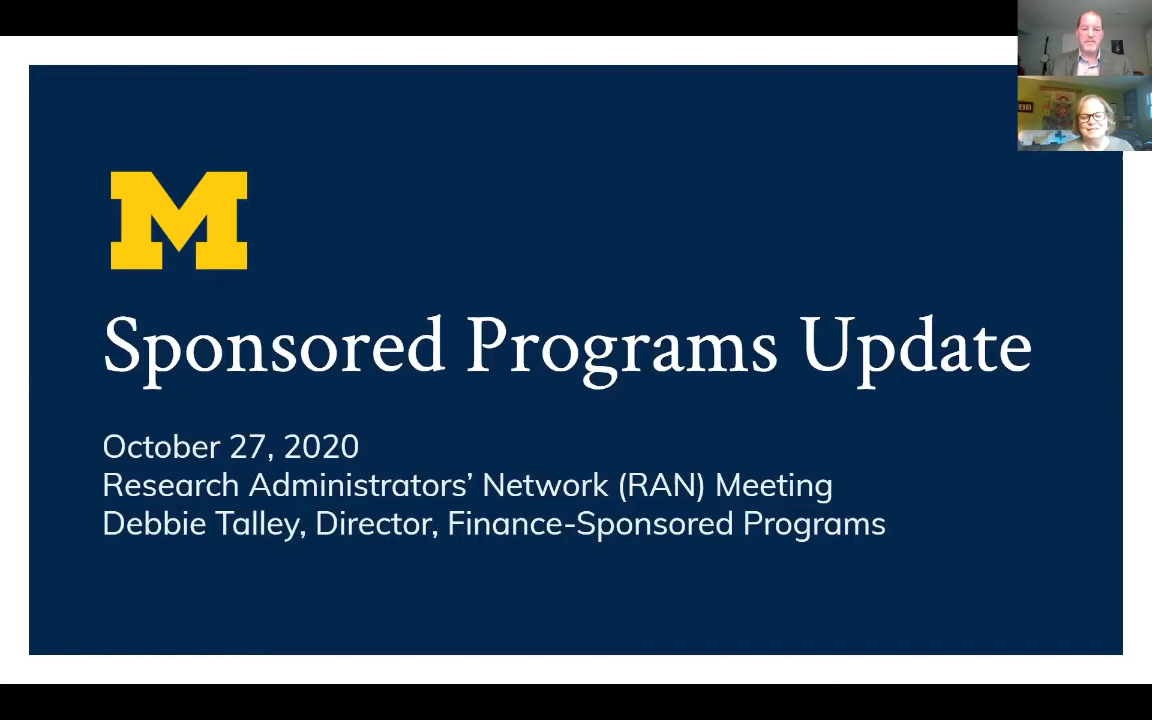 M
Sponsored Programs Update
October 27, 2020
Research Administrators’ Network (RAN) Meeting
Debbie Talley, Director, Finance-Sponsored Programs